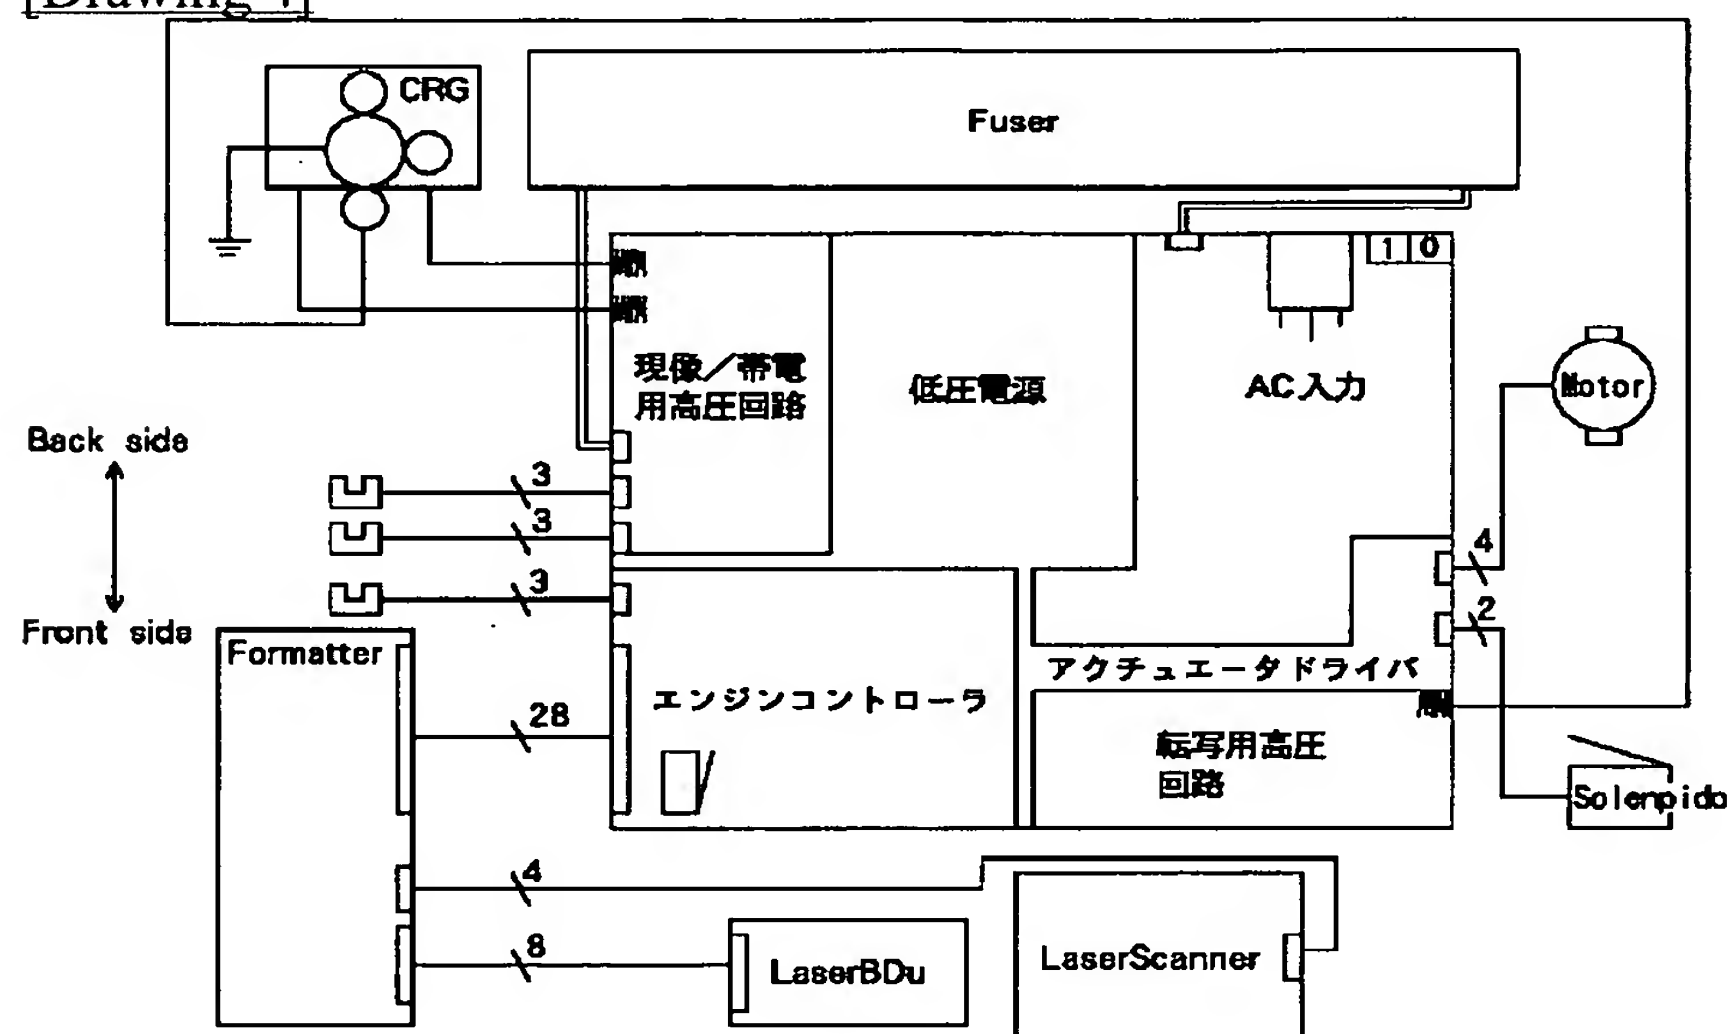 [Drawing 4]
CRG
Fuser
1 0
現像／帯電
用高圧回路
低圧電源
AC入力
Motor
Back side
Front side
3
3
3
4
2
Formatter
エンジンコントローラ
アクチュエータドライバ
28
転写用高圧
回路
Solenpido
4
8
LaserBDu
LaserScanner